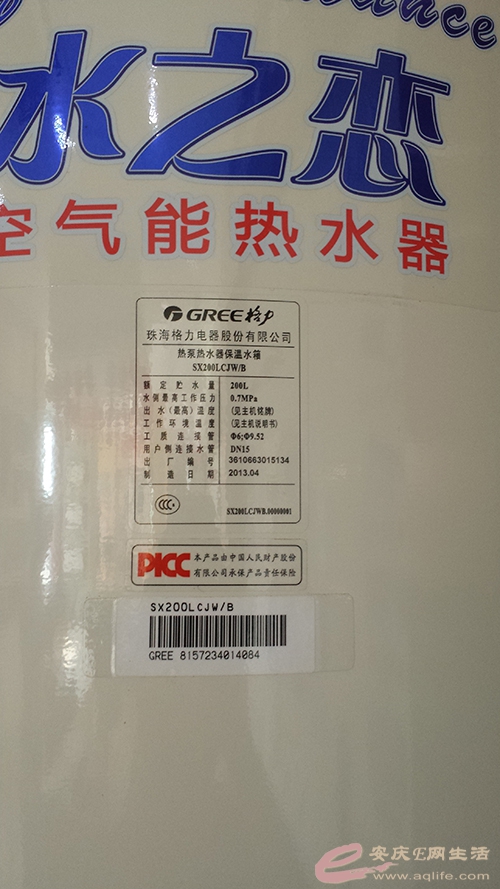 水之恋
空气能热水器
GREE格力
珠海格力电器股份有限公司
热泵热水器保温水箱
SX200LCJW/B
额定贮水量 200L
水侧最高工作压力 0.7MPa
出水(最高)温度 (见主机铭牌)
工作环境温度 (见主机说明书)
工质连接管 Φ6;Φ9.52
用户侧连接水管 DN15
出厂编号 3610663015134
制造日期 2013.04
CCC
SX200LCJWB.00000001
PICC 本产品由中国人民财产股份
有限公司承保产品责任保险
SX200LCJW/B
GREE 8157234014084
安庆E网生活
www.aqlife.com